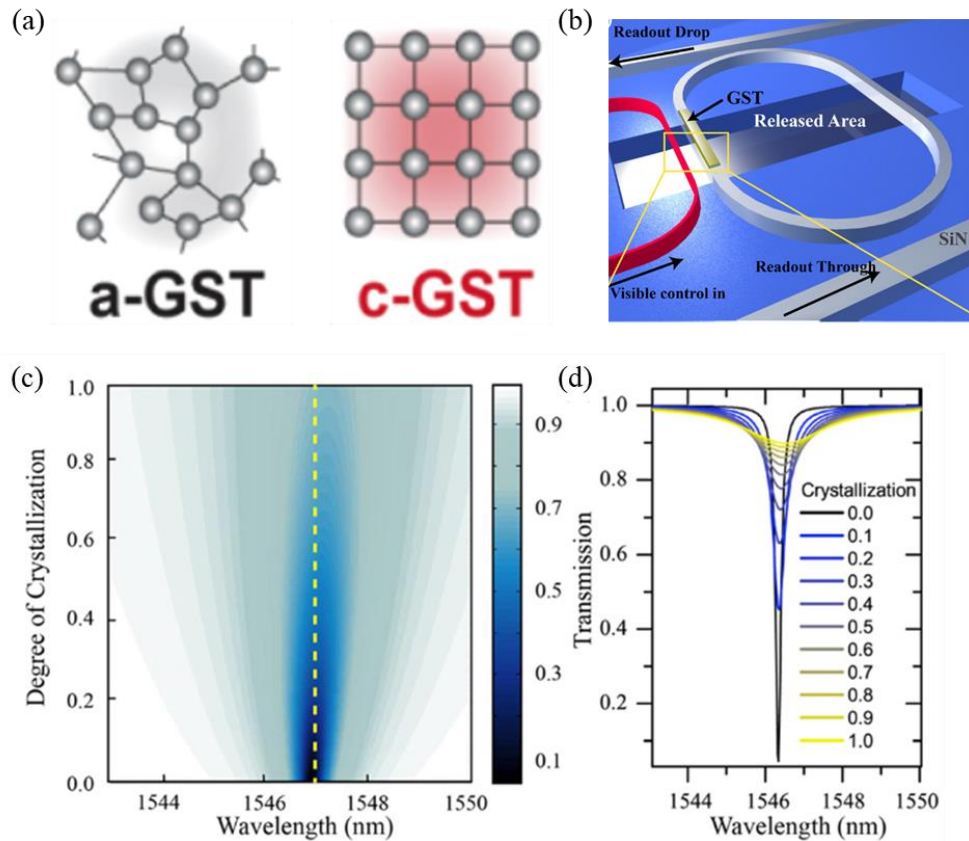 (a)
a-GST
c-GST
(b)
Readout Drop
GST
Released Area
SiN
Readout Through
Visible control in
(c)
Degree of Crystallization
1.0
0.8
0.6
0.4
0.2
0.0
1544
1546
1548
1550
Wavelength (nm)
0.9
0.7
0.5
0.3
0.1
(d)
Transmission
1.0
0.8
0.6
0.4
0.2
Crystallization
0.0
0.1
0.2
0.3
0.4
0.5
0.6
0.7
0.8
0.9
1.0
1544
1546
1548
1550
Wavelength (nm)